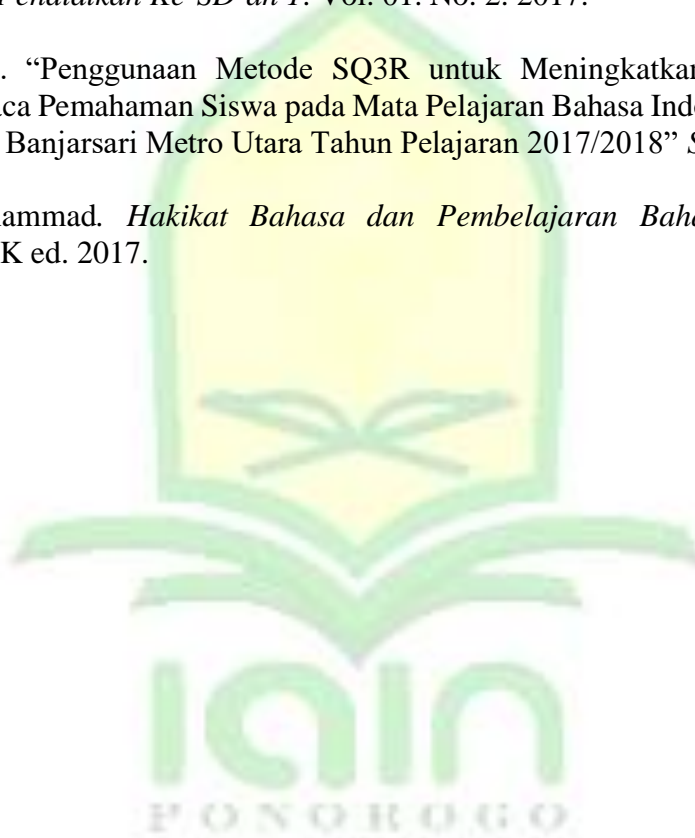 Pendidikan Ke-SD-an 1. Vol. 01. No. 2. 2017.
. “Penggunaan Metode SQ3R untuk Meningkatkan
aca Pemahaman Siswa pada Mata Pelajaran Bahasa Indo
Banjarsari Metro Utara Tahun Pelajaran 2017/2018” S
ammad. Hakikat Bahasa dan Pembelajaran Baha
K ed. 2017.
IAIN
PONOROGO